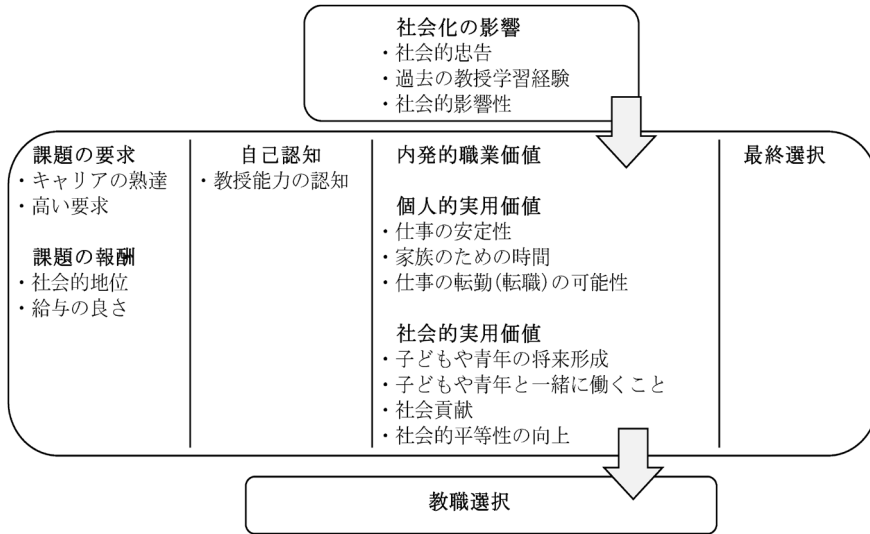 社会化の影響
・社会的忠告
・過去の教授学習経験
・社会的影響性
課題の要求
・キャリアの熟達
・高い要求
課題の報酬
・社会的地位
・給与の良さ
自己認知
・教授能力の認知
内発的職業価値
個人的実用価値
・仕事の安定性
・家族のための時間
・仕事の転勤(転職)の可能性
社会的実用価値
・子どもや青年の将来形成
・子どもや青年と一緒に働くこと
・社会貢献
・社会的平等性の向上
最終選択
教職選択